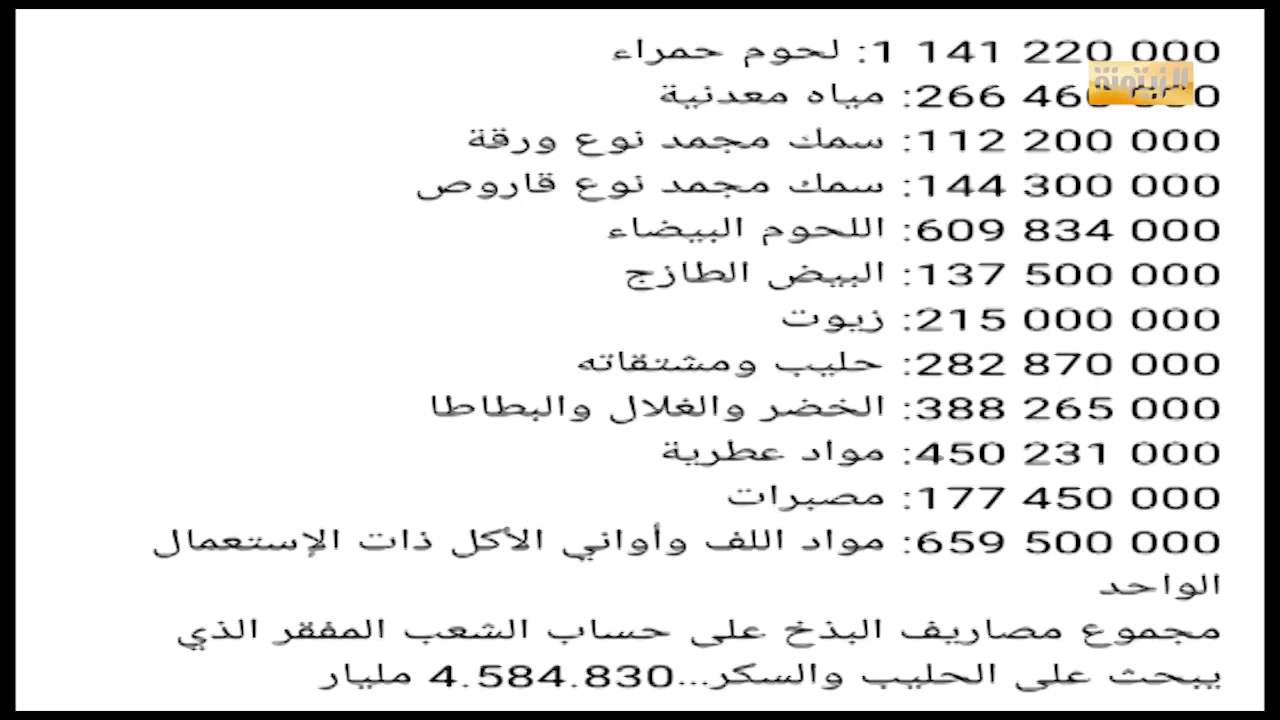 1 141 220 000: لحوم حمراء
الزيتونة
266 46: مياه معدنية
112 200 000: سمك مجمد نوع ورقة
144 300 000: سمك مجمد نوع قاروص
609 834 000: اللحوم البيضاء
137 500 000: البيض الطازج
215 000 000: زيوت
282 870 000: حليب ومشتقاته
388 265 000: الخضر والغلال والبطاطا
450 231 000: مواد عطرية
177 450 000: مصبرات
659 500 000: مواد اللف وأواني الأكل ذات الإستعمال
الواحد
مجموع مصاريف البذخ على حساب الشعب المفقر الذي
يبحث على الحليب والسكر...4.584.830 مليار